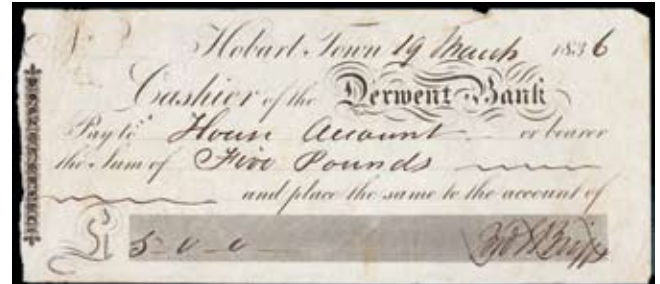 Hobart Town 19 March 1836
Cashier of the Derwent Bank
Pay to House Account or bearer
the Sum of Five Pounds
and place the same to the account of
£ 5-0-0